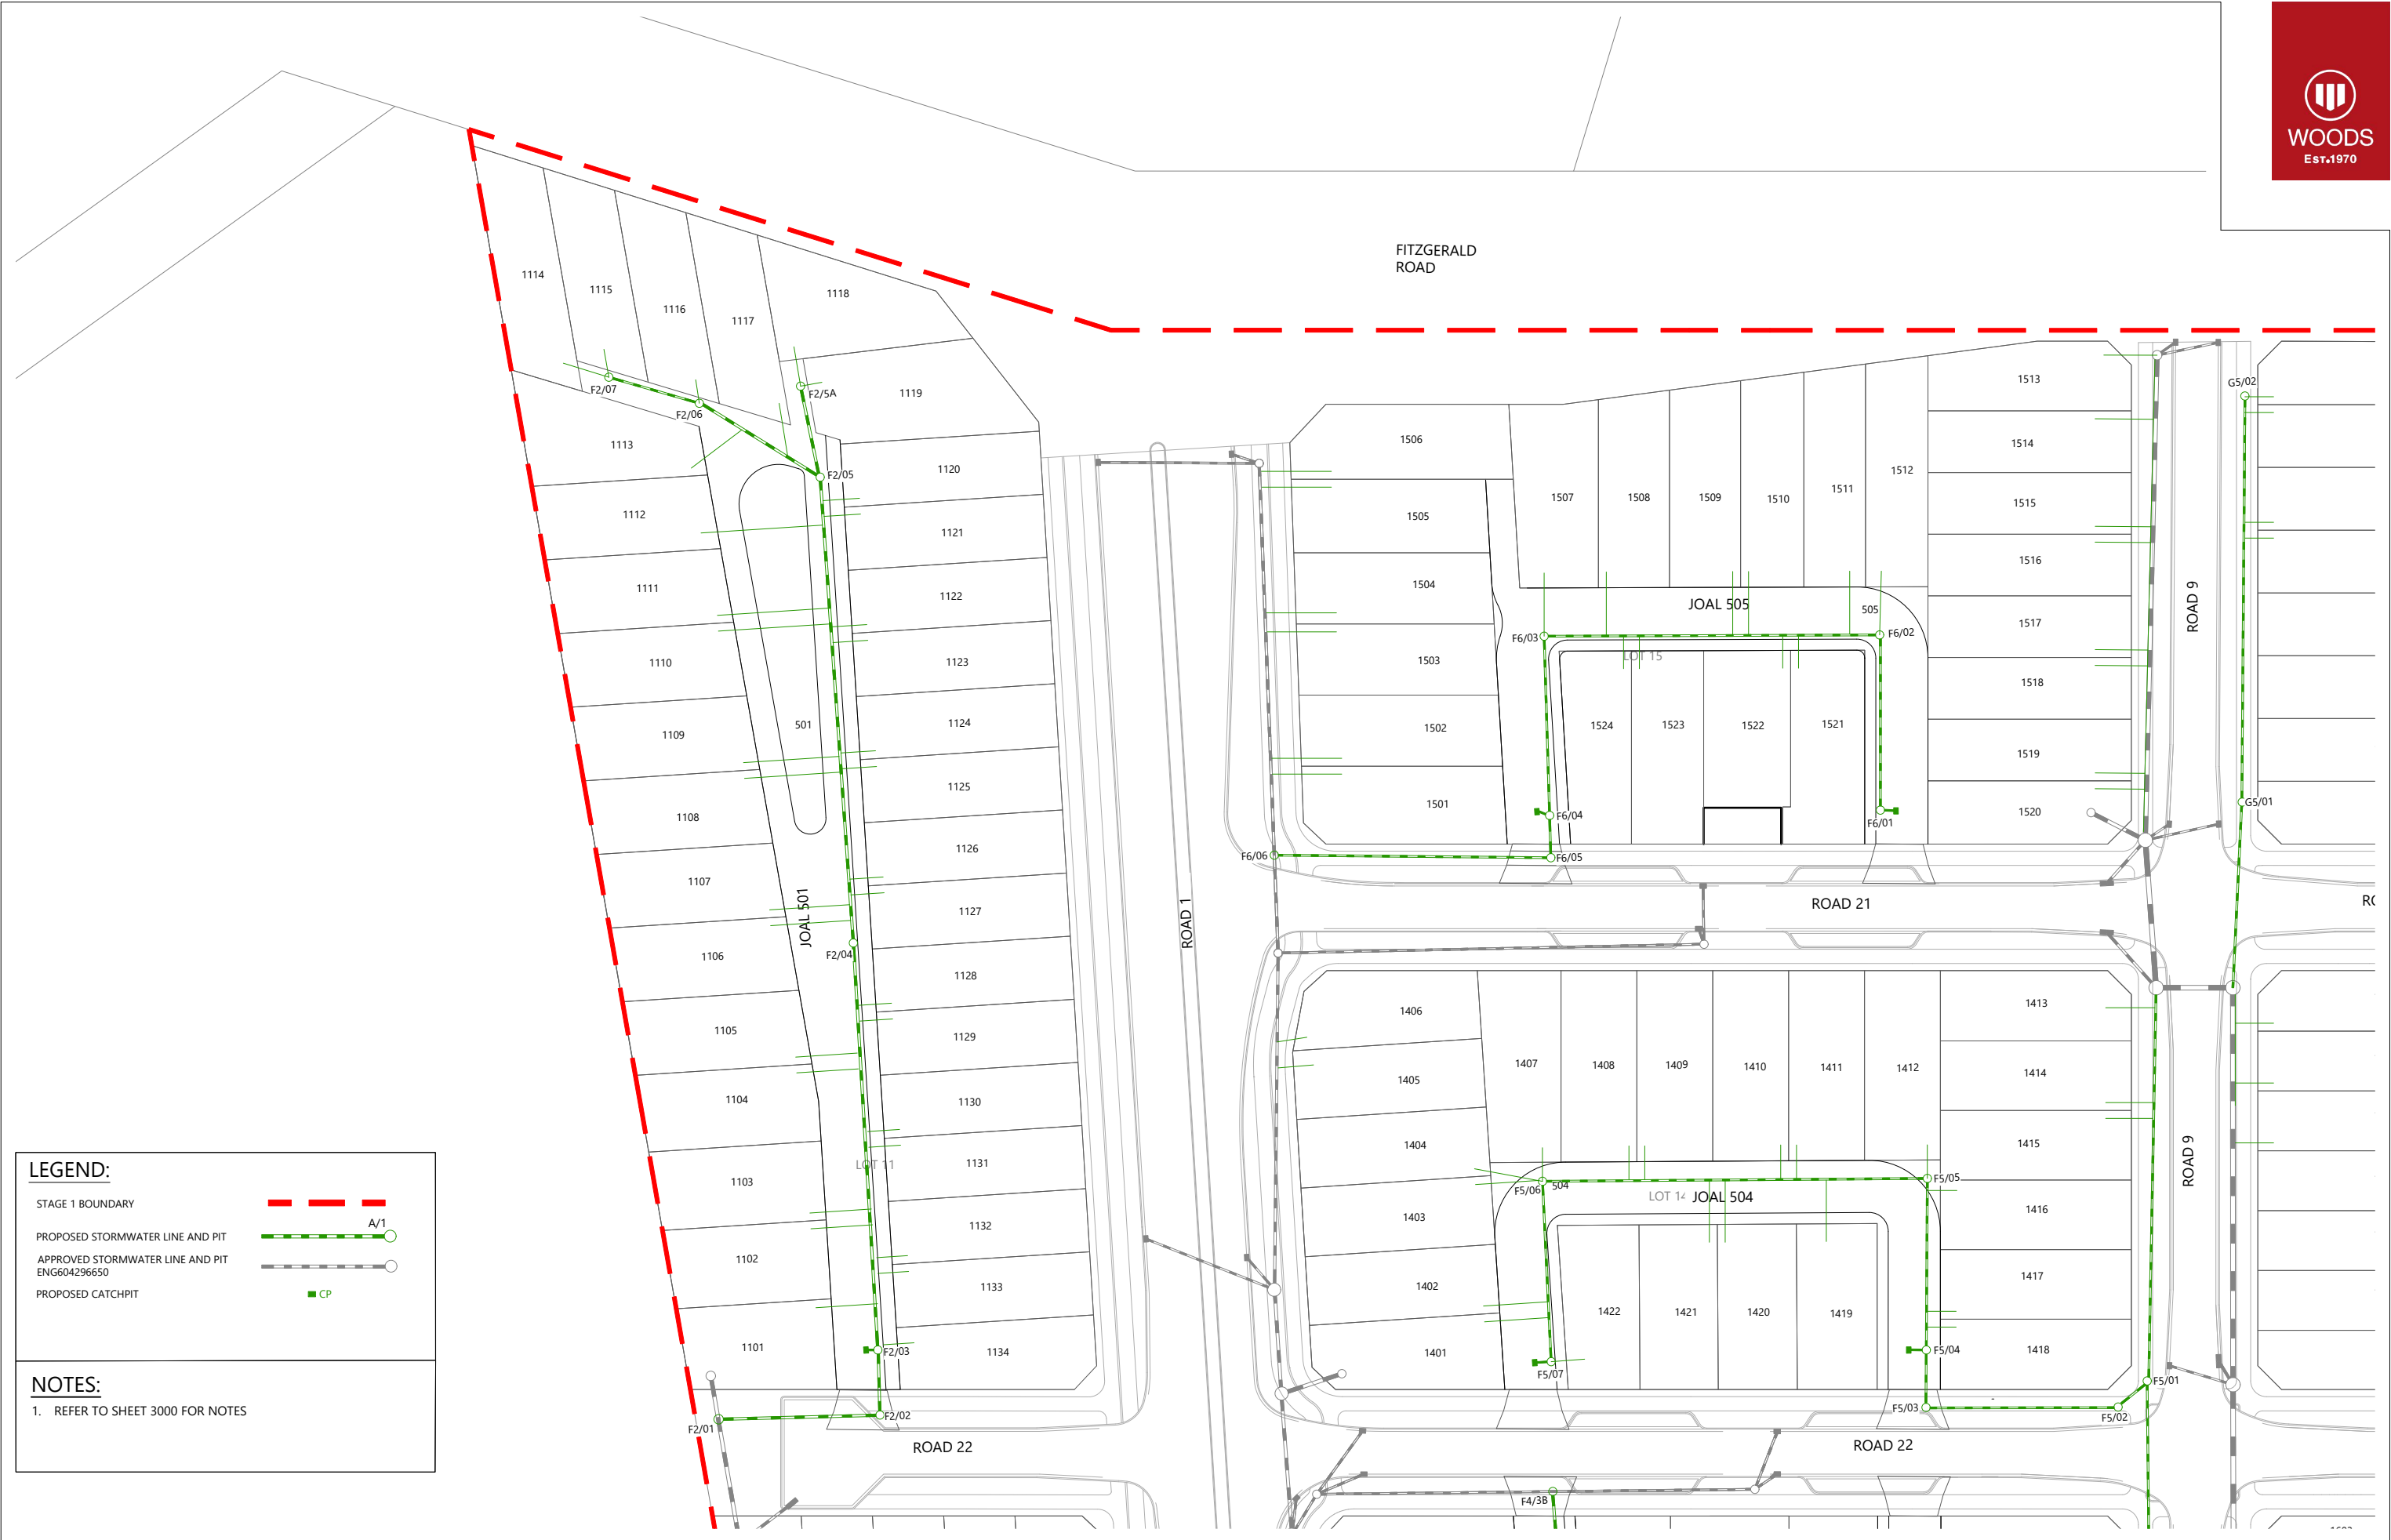 WOODS
EST.1970
FITZGERALD
ROAD
1114
1115
1116
1117
1118
F2/07
F2/06
F2/5A
1119
1113
F2/05
1120
1112
1121
1111
1122
1110
1123
1109
501
1124
1125
1108
1126
1107
JOAL 501
1127
1106
F2/04
1128
1105
1129
1104
1130
LOT 11
1131
1103
1132
1102
1133
1101
F2/03
1134
F2/01
F2/02
ROAD 22
ROAD 1
1506
1505
1504
1503
1502
1501
1507
1508
1509
1510
1511
1512
1513
1514
1515
1516
1517
1518
1519
1520
JOAL 505
505
F6/03
F6/02
LOT 15
1524
1523
1522
1521
F6/04
F6/01
F6/06
F6/05
ROAD 21
ROAD 9
G5/02
G5/01
1406
1405
1404
1403
1402
1401
1407
1408
1409
1410
1411
1412
1413
1414
1415
1416
1417
1418
F5/06
504
LOT 14
JOAL 504
F5/05
1422
1421
1420
1419
F5/07
F5/04
F5/03
F5/02
F5/01
ROAD 9
ROAD 22
F4/3B
LEGEND:
STAGE 1 BOUNDARY
A/1
PROPOSED STORMWATER LINE AND PIT
APPROVED STORMWATER LINE AND PIT
ENG604296650
PROPOSED CATCHPIT
CP
NOTES:
1. REFER TO SHEET 3000 FOR NOTES